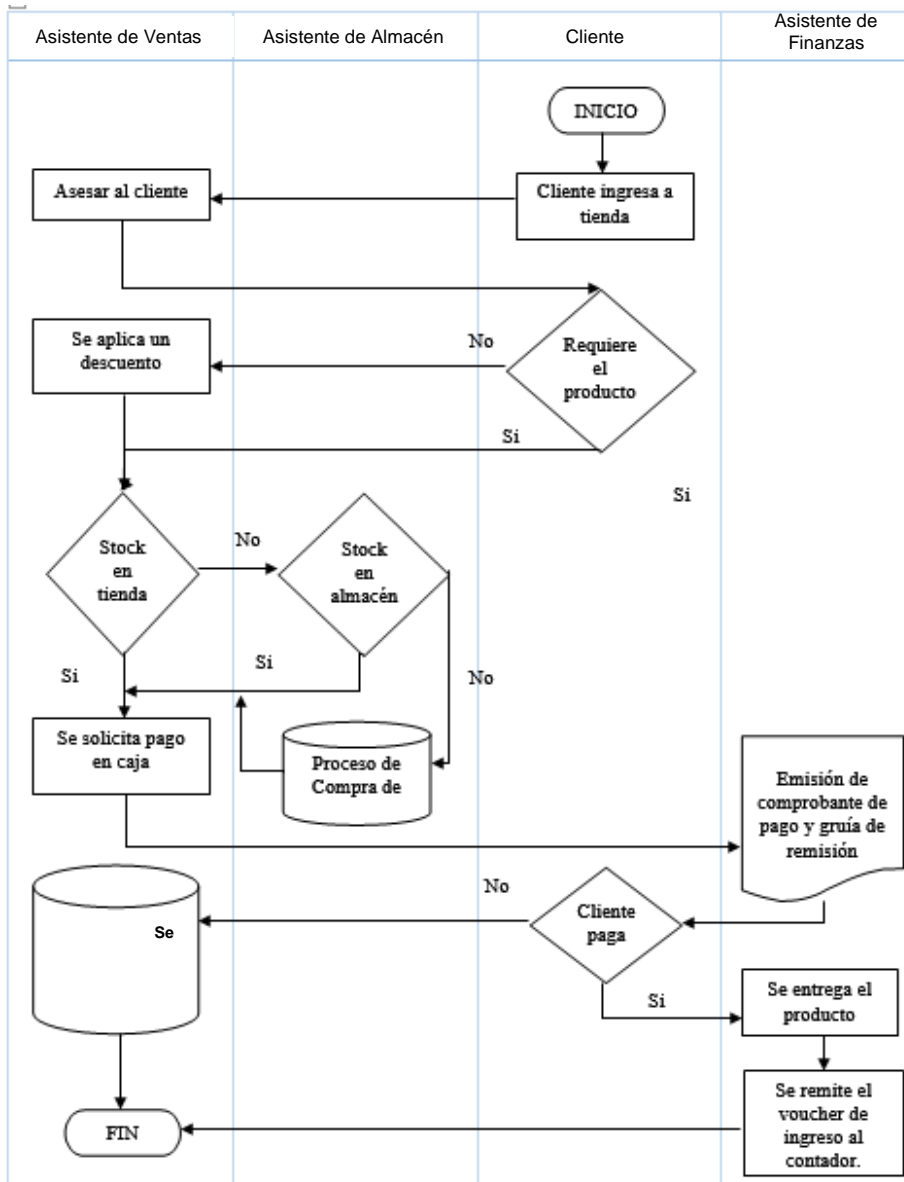 Asistente de Ventas
Asistente de Almacén
Cliente
Asistente de
Finanzas
INICIO
Asesar al cliente
Cliente ingresa a
tienda
Se aplica un
descuento
No
Requiere
el
producto
Si
Si
Stock
en
tienda
No
Stock
en
almacén
Si
Si
No
Se solicita pago
en caja
Proceso de
Compra de
Emisión de
comprobante de
pago y gruía de
remisión
No
Se
Cliente
paga
Si
Se entrega el
producto
FIN
Se remite el
voucher de
ingreso al
contador.